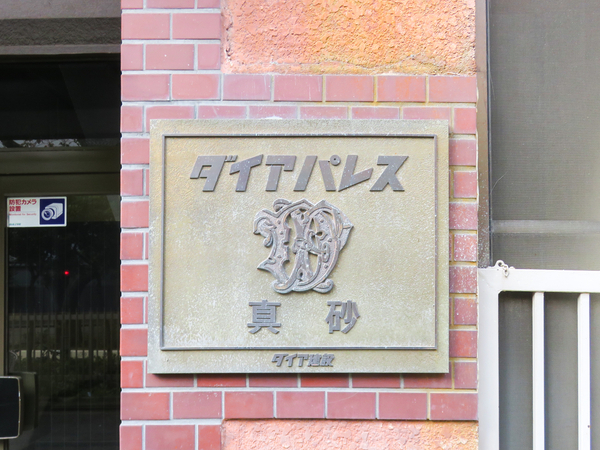 ダイアパレス
真砂
ダイア建設
防犯カメラ
設置